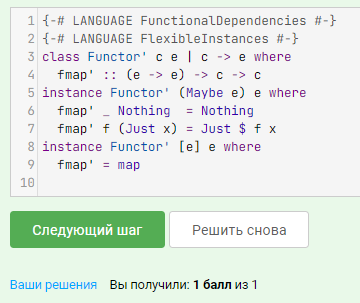 1 {-# LANGUAGE FunctionalDependencies #-}
2 {-# LANGUAGE FlexibleInstances #-}
3 class Functor' c e | c -> e where
4   fmap' :: (e -> e) -> c -> c
5 instance Functor' (Maybe e) e where
6   fmap' _ Nothing  = Nothing
7   fmap' f (Just x) = Just $ f x
8 instance Functor' [e] e where
9   fmap' = map
10
Следующий шаг Решить снова
Ваши решения Вы получили: 1 балл из 1